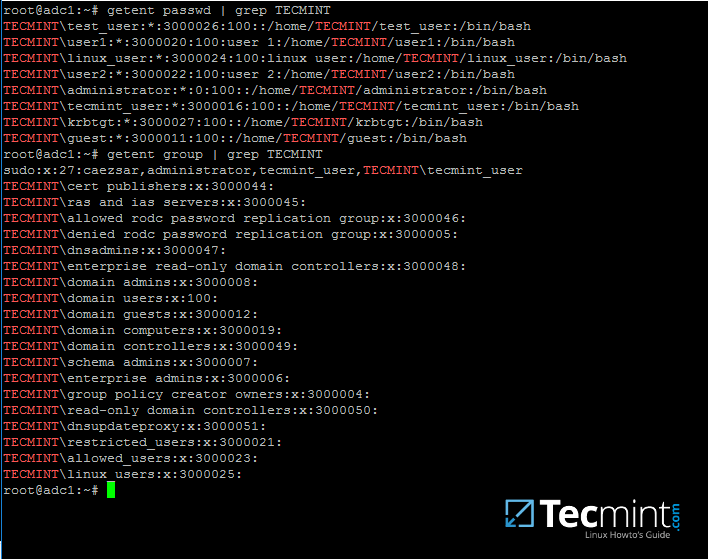 root@adc1:~# getent passwd | grep TECMINT
TECMINT\test_user:*:3000026:100::/home/TECMINT/test_user:/bin/bash
TECMINT\user1:*:3000020:100:user 1:/home/TECMINT/user1:/bin/bash
TECMINT\linux_user:*:3000024:100:linux user:/home/TECMINT/linux_user:/bin/bash
TECMINT\user2:*:3000022:100:user 2:/home/TECMINT/user2:/bin/bash
TECMINT\administrator:*:0:100::/home/TECMINT/administrator:/bin/bash
TECMINT\tecmint_user:*:3000016:100::/home/TECMINT/tecmint_user:/bin/bash
TECMINT\krbtgt:*:3000027:100::/home/TECMINT/krbtgt:/bin/bash
TECMINT\guest:*:3000011:100::/home/TECMINT/guest:/bin/bash
root@adc1:~# getent group | grep TECMINT
sudo:x:27:caezsar,administrator,tecmint_user,TECMINT\tecmint_user
TECMINT\cert publishers:x:3000044:
TECMINT\ras and ias servers:x:3000045:
TECMINT\allowed rodc password replication group:x:3000046:
TECMINT\denied rodc password replication group:x:3000005:
TECMINT\dnsadmins:x:3000047:
TECMINT\enterprise read-only domain controllers:x:3000048:
TECMINT\domain admins:x:3000008:
TECMINT\domain users:x:100:
TECMINT\domain guests:x:3000012:
TECMINT\domain computers:x:3000019:
TECMINT\domain controllers:x:3000049:
TECMINT\schema admins:x:3000007:
TECMINT\enterprise admins:x:3000006:
TECMINT\group policy creator owners:x:3000004:
TECMINT\read-only domain controllers:x:3000050:
TECMINT\dnsupdateproxy:x:3000051:
TECMINT\restricted_users:x:3000021:
TECMINT\allowed_users:x:3000023:
TECMINT\linux_users:x:3000025:
root@adc1:~#
Tecmint.com
Linux Howto's Guide